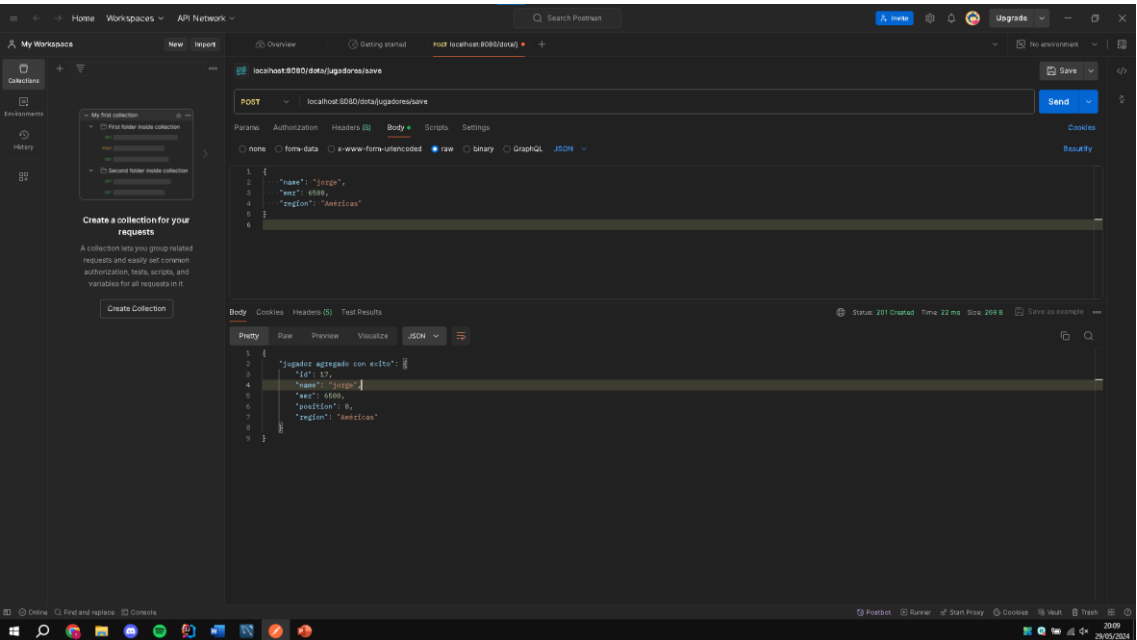 Home Workspaces API Network Search Postman Invite Upgrade
My Workspace New Import Overview Getting started POST localhost:8080/dota/j No environment
Collections
Environments
History
My first collection
First folder inside collection
Second folder inside collection
Create a collection for your
requests
A collection lets you group related
requests and easily set common
authorization, tests, scripts, and
variables for all requests in it.
Create Collection
localhost:8080/dota/jugadores/save Save
POST localhost:8080/dota/jugadores/save Send
Params Authorization Headers (8) Body Scripts Settings Cookies
none form-data x-www-form-urlencoded raw binary GraphQL JSON Beautify
1 {
2 "name": "jorge",
3 "mmr": 6500,
4 "region": "Américas"
5 }
6
Body Cookies Headers (5) Test Results Status: 201 Created Time: 22 ms Size: 269 B Save as example
Pretty Raw Preview Visualize JSON
1 {
2 "jugador agregado con exito": {
3 "id": 17,
4 "name": "jorge",
5 "mmr": 6500,
6 "position": 0,
7 "region": "Américas"
8 }
9 }
Online Find and replace Console Postbot Runner Start Proxy Cookies Vault Trash
20:09
29/05/2024